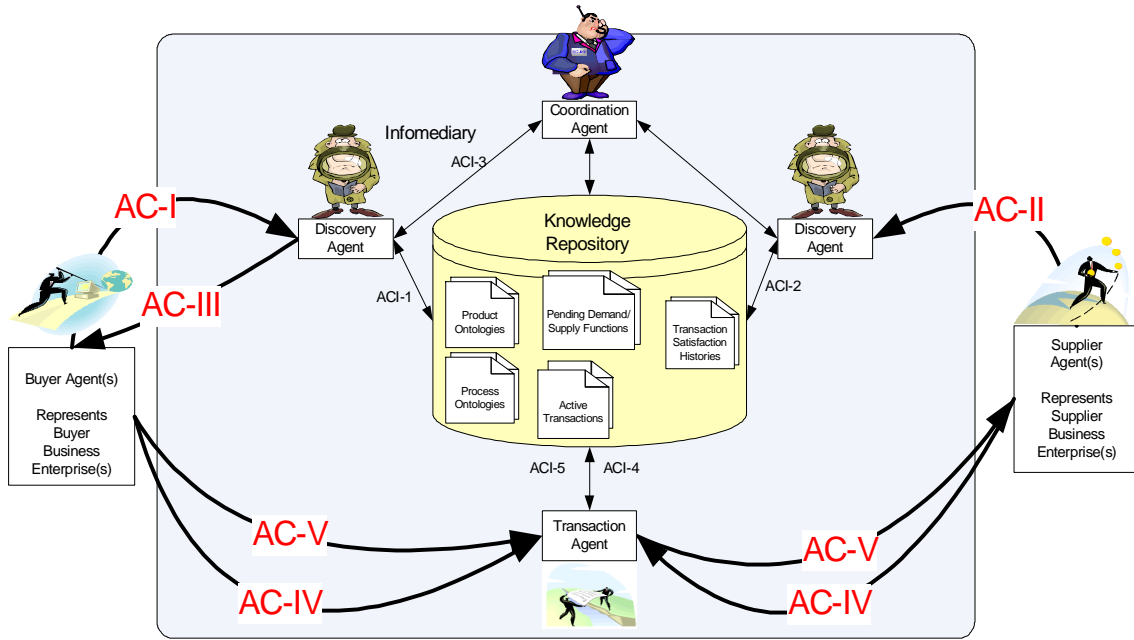 Coordination
Agent
Infomediary
ACI-3
AC-I
AC-II
Discovery
Agent
Knowledge
Repository
Discovery
Agent
ACI-1
ACI-2
AC-III
Product
Ontologies
Pending Demand/
Supply Functions
Transaction
Satisfaction
Histories
Process
Ontologies
Active
Transactions
Buyer Agent(s)
Represents
Buyer
Business
Enterprise(s)
Supplier
Agent(s)
Represents
Supplier
Business
Enterprise(s)
ACI-5
ACI-4
Transaction
Agent
AC-V
AC-V
AC-IV
AC-IV